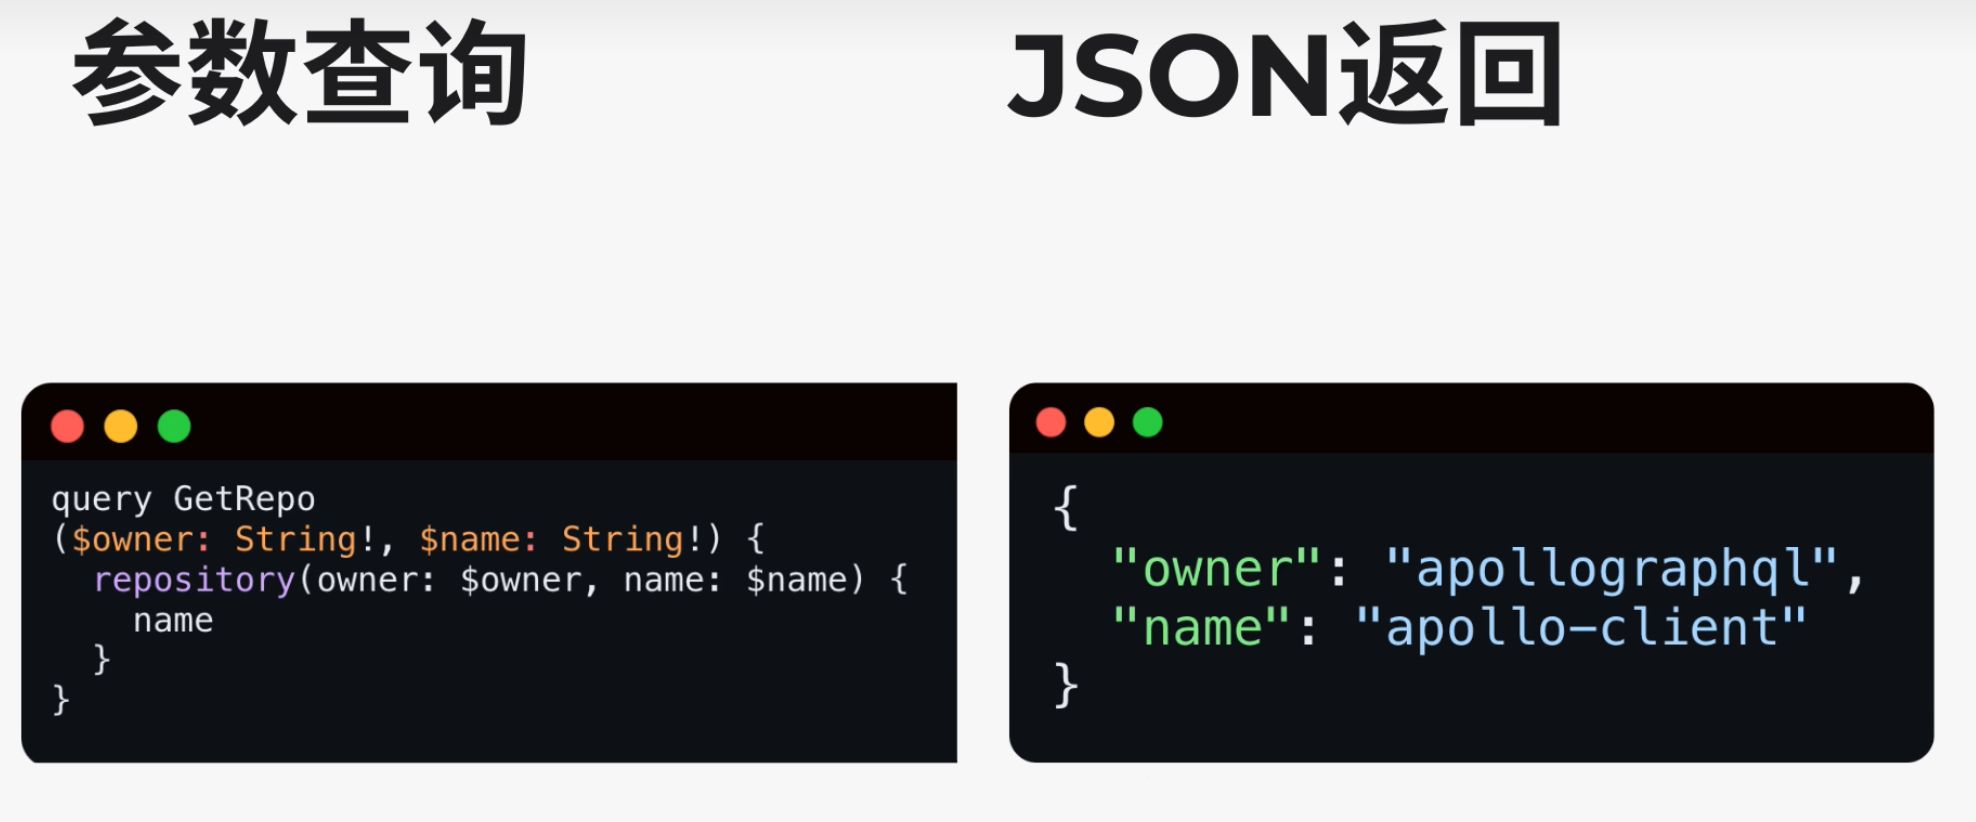 参数查询
JSON返回
query GetRepo
($owner: String!, $name: String!) {
  repository(owner: $owner, name: $name) {
    name
  }
}
{
  "owner": "apollographql",
  "name": "apollo-client"
}